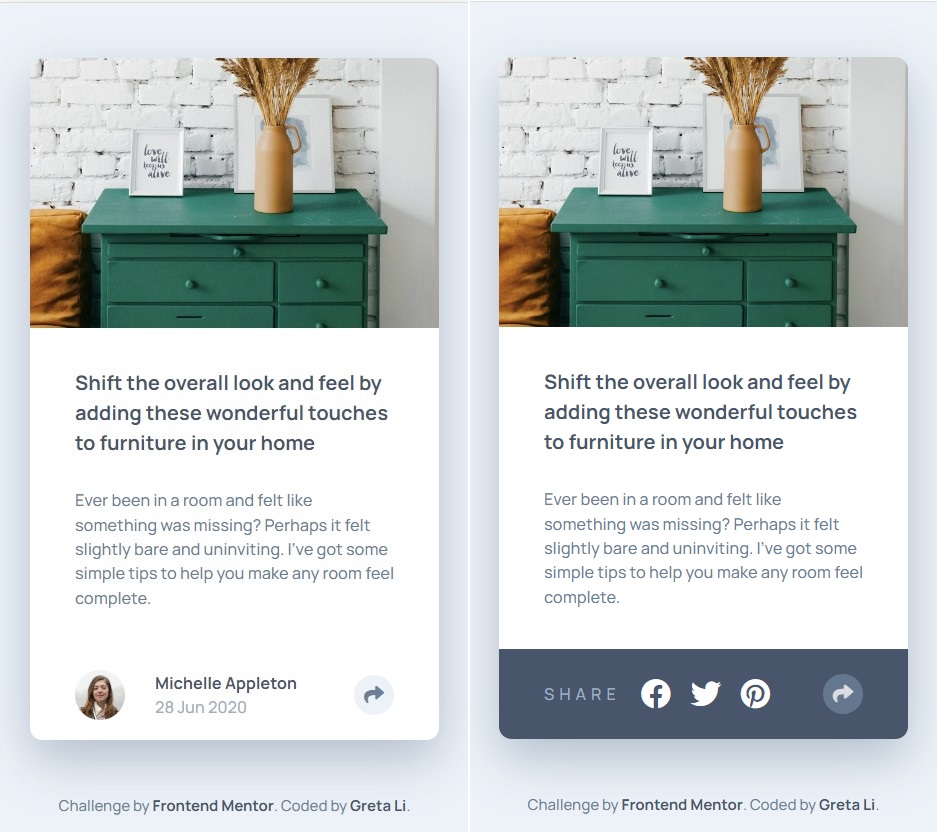 love
will
keep us
alive
Shift the overall look and feel by
adding these wonderful touches
to furniture in your home
Ever been in a room and felt like
something was missing? Perhaps it felt
slightly bare and uninviting. I've got some
simple tips to help you make any room feel
complete.
Michelle Appleton
28 Jun 2020
Challenge by Frontend Mentor. Coded by Greta Li.
love
will
keep us
alive
Shift the overall look and feel by
adding these wonderful touches
to furniture in your home
Ever been in a room and felt like
something was missing? Perhaps it felt
slightly bare and uninviting. I've got some
simple tips to help you make any room feel
complete.
SHARE
Challenge by Frontend Mentor. Coded by Greta Li.